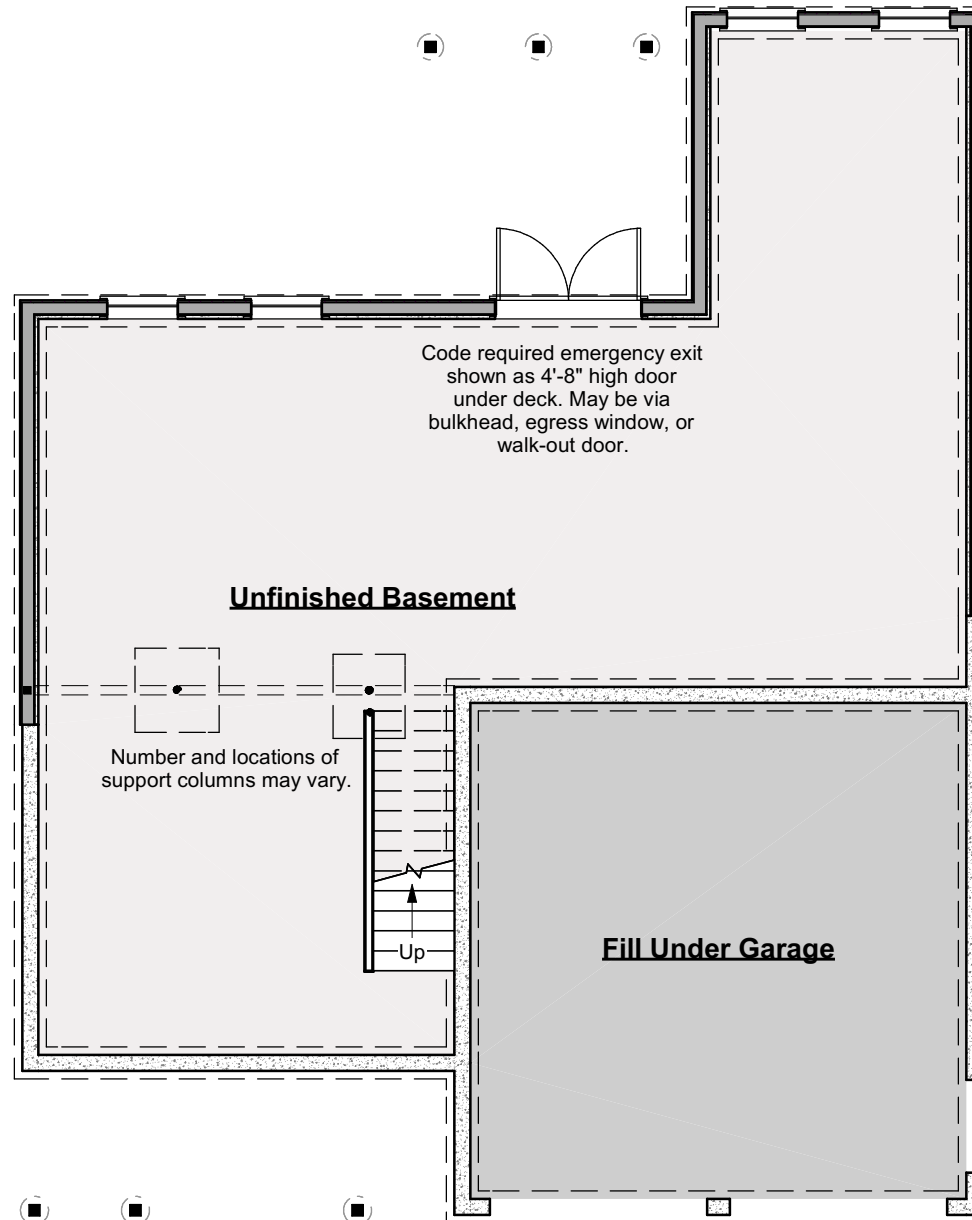 Code required emergency exit
shown as 4'-8" high door
under deck. May be via
bulkhead, egress window, or
walk-out door.
Unfinished Basement
Number and locations of
support columns may vary.
Up
Fill Under Garage